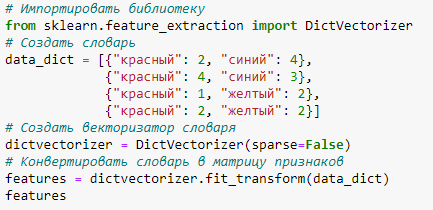 # Импортировать библиотеку
from sklearn.feature_extraction import DictVectorizer
# Создать словарь
data_dict = [{"красный": 2, "синий": 4},
{"красный": 4, "синий": 3},
{"красный": 1, "желтый": 2},
{"красный": 2, "желтый": 2}]
# Создать векторизатор словаря
dictvectorizer = DictVectorizer(sparse=False)
# Конвертировать словарь в матрицу признаков
features = dictvectorizer.fit_transform(data_dict)
features